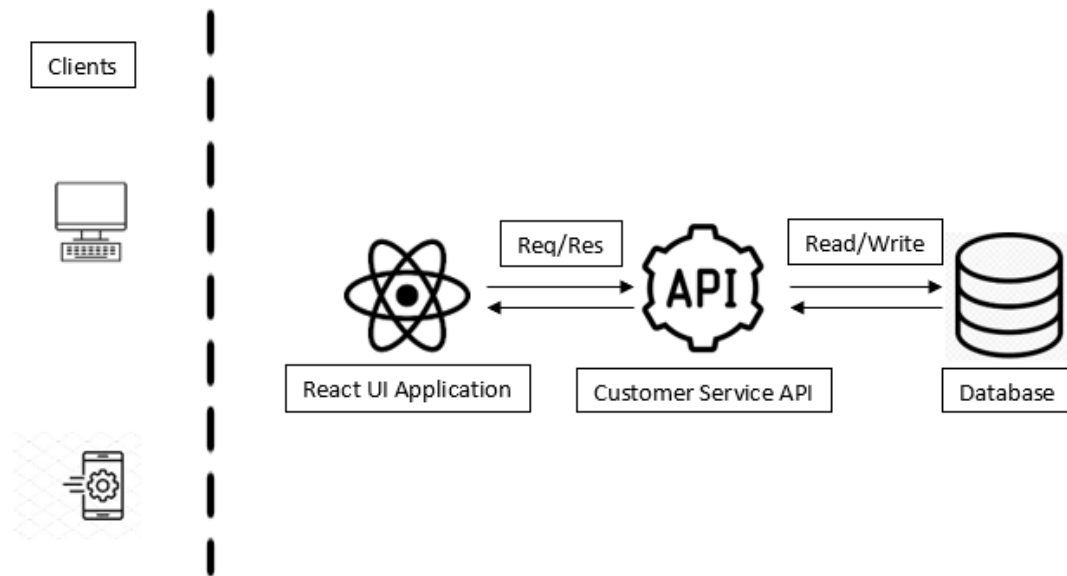 Clients
Req/Res
Read/Write
API
React UI Application
Customer Service API
Database